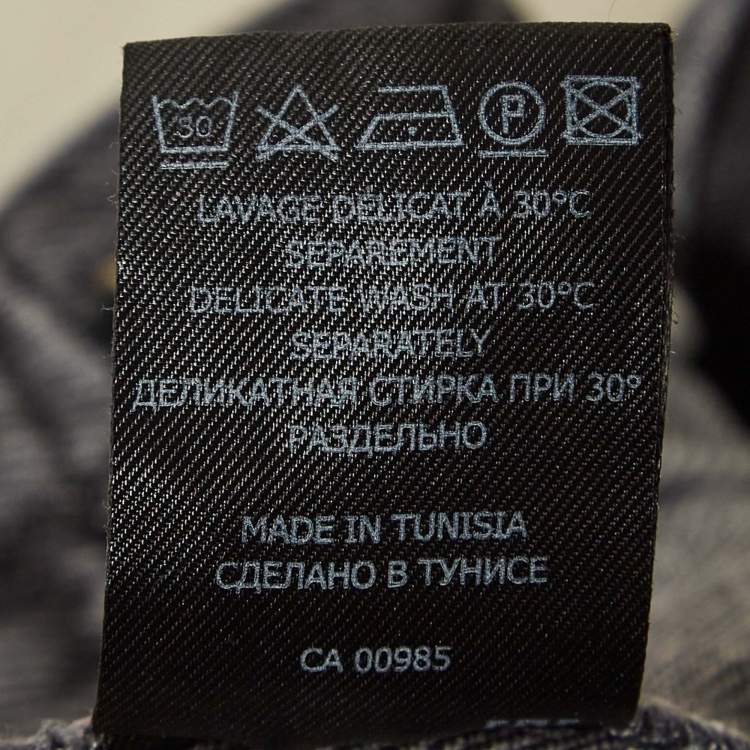 30
P
LAVAGE DELICAT À 30°C
SEPAREMENT
DELICATE WASH AT 30°C
SEPARATELY
ДЕЛИКАТНАЯ СТИРКА ПРИ 30°
РАЗДЕЛЬНО
MADE IN TUNISIA
СДЕЛАНО В ТУНИСЕ
CA 00985